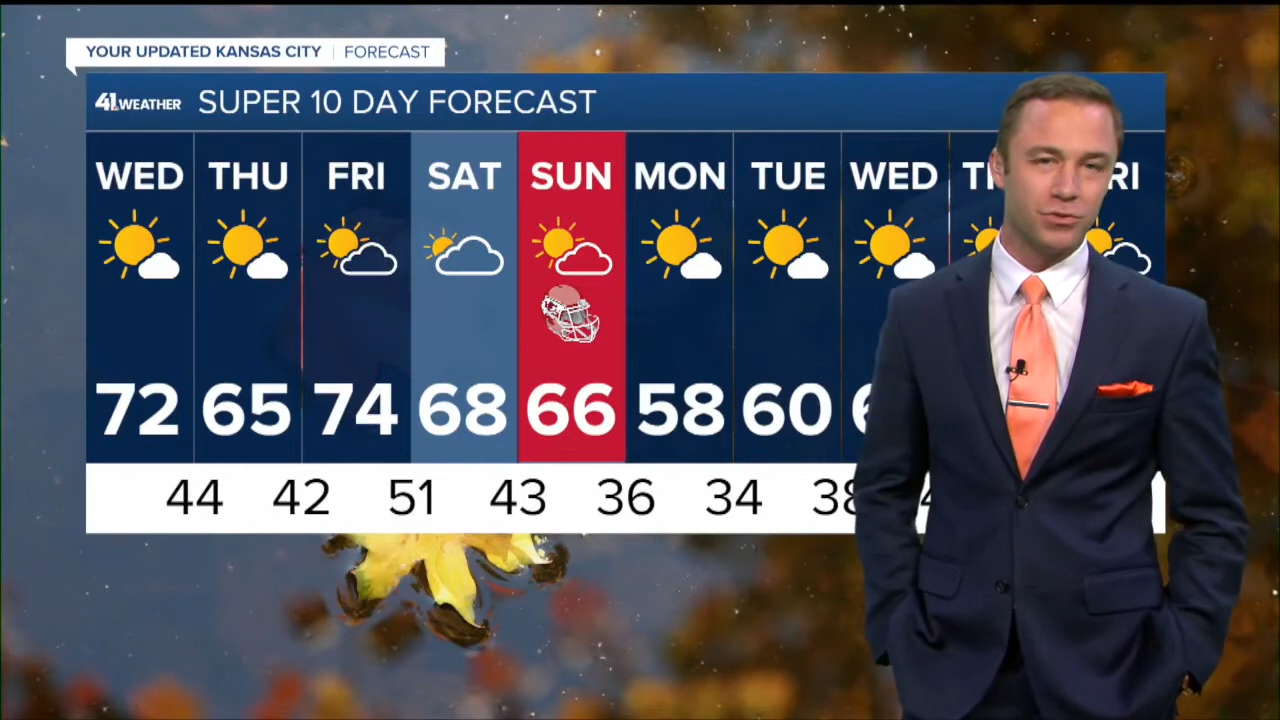 YOUR UPDATED KANSAS CITY | FORECAST
41 WEATHER SUPER 10 DAY FORECAST
WED THU FRI SAT SUN MON TUE WED
72 65 74 68 66 58 60
44 42 51 43 36 34